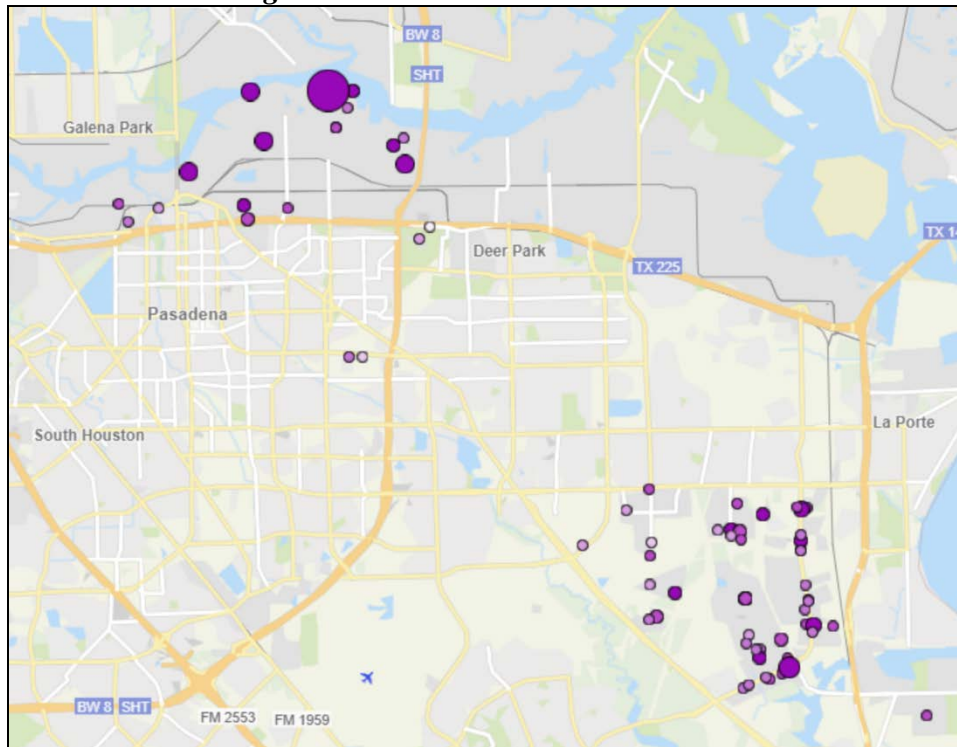 BW 8
SHT
Galena Park
TX 14
Deer Park
TX 225
Pasadena
La Porte
South Houston
BW 8 SHT
FM 2553 FM 1959